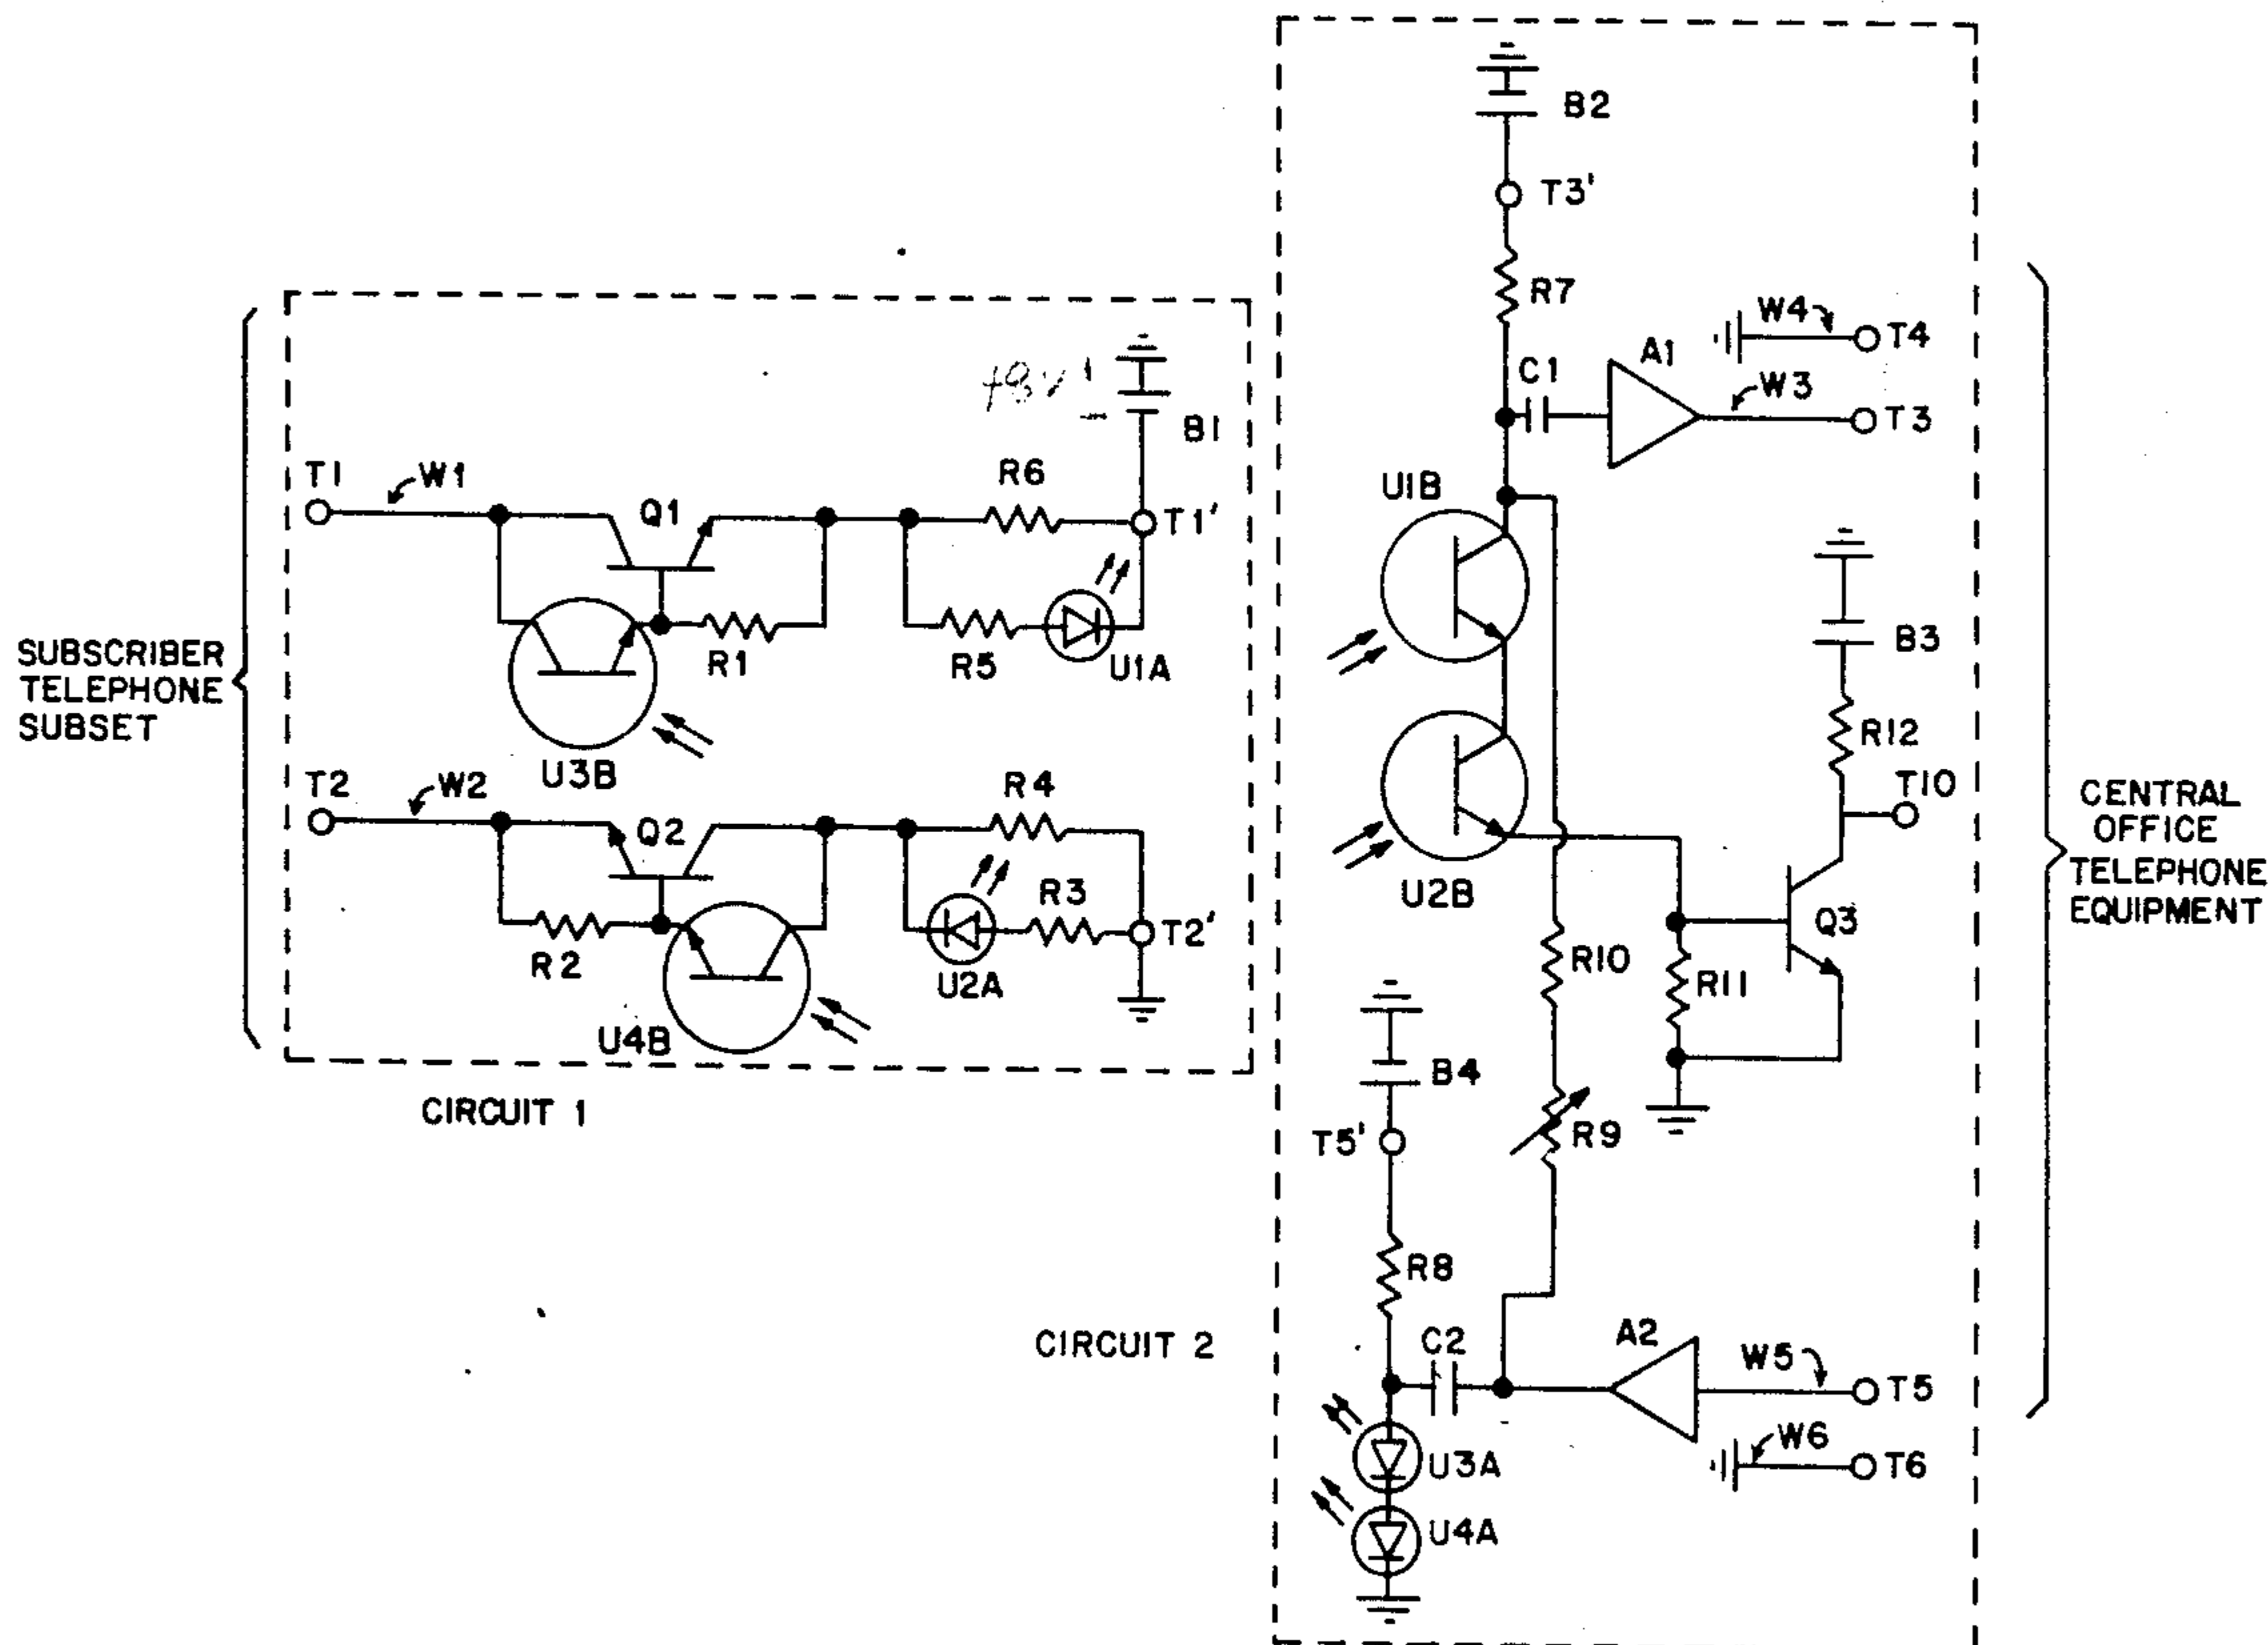 SUBSCRIBER
TELEPHONE
SUBSET
T1
W1
Q1
R6
B1
T1'
R1
R5
U1A
U3B
T2
W2
Q2
R4
R3
T2'
R2
U2A
U4B
CIRCUIT 1
CIRCUIT 2
B2
T3'
R7
C1
A1
W4
T4
W3
T3
U1B
B3
R12
T10
U2B
Q3
R10
R11
B4
T5'
R9
R8
C2
A2
W5
T5
W6
T6
U3A
U4A
CENTRAL
OFFICE
TELEPHONE
EQUIPMENT